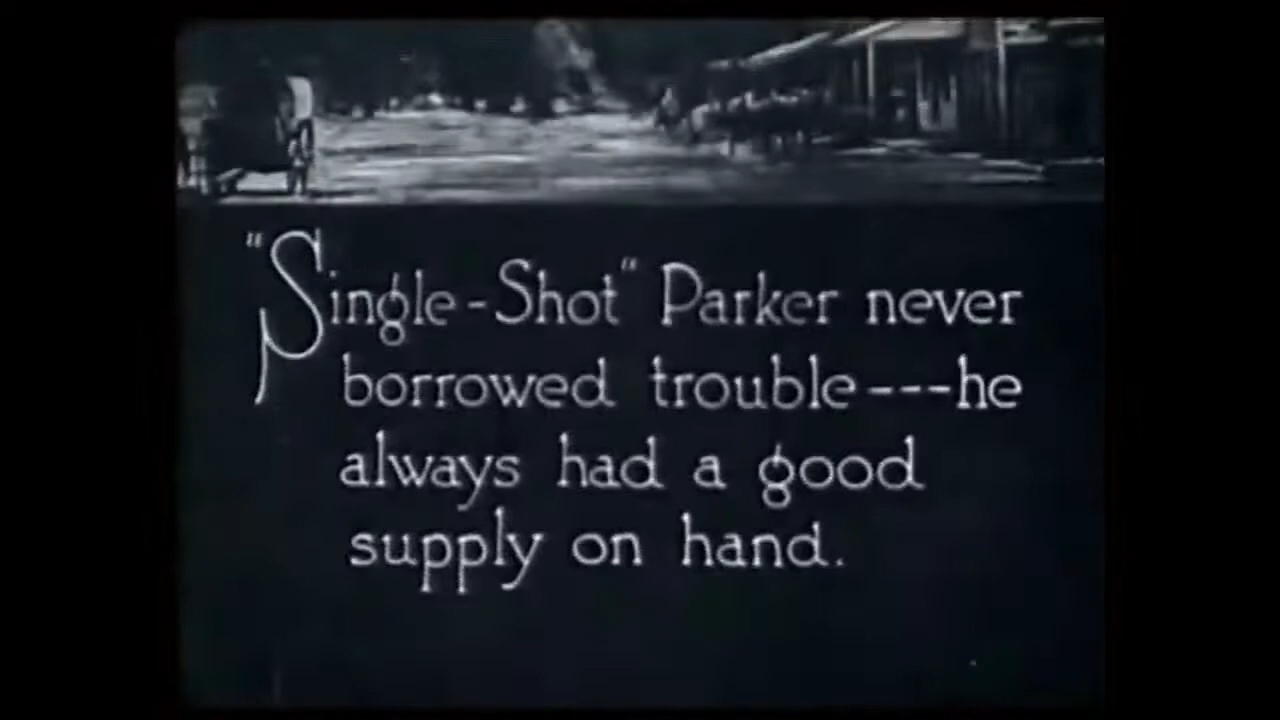 "Single-Shot" Parker never
borrowed trouble---he
always had a good
supply on hand.